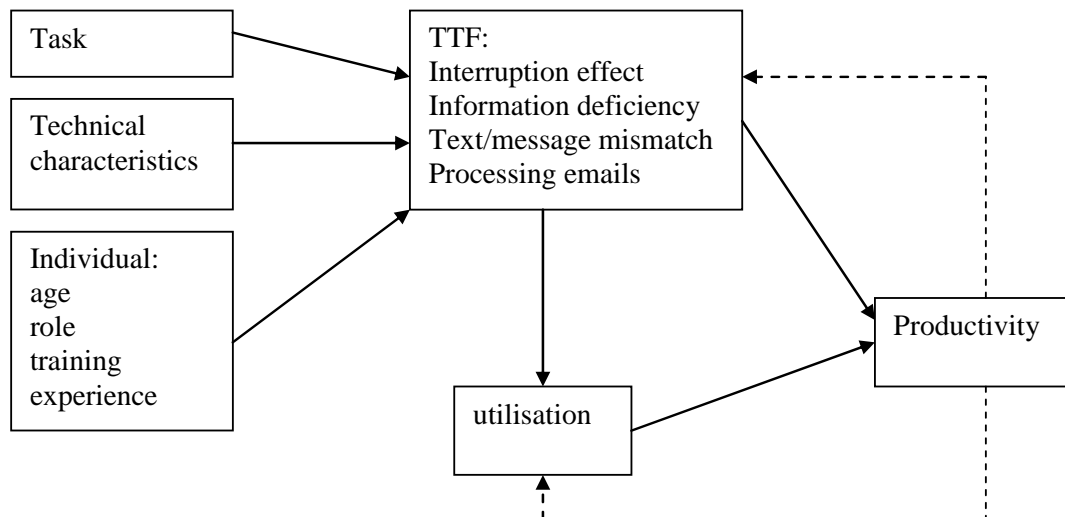 Task
Technical
characteristics
Individual:
age
role
training
experience
TTF:
Interruption effect
Information deficiency
Text/message mismatch
Processing emails
utilisation
Productivity